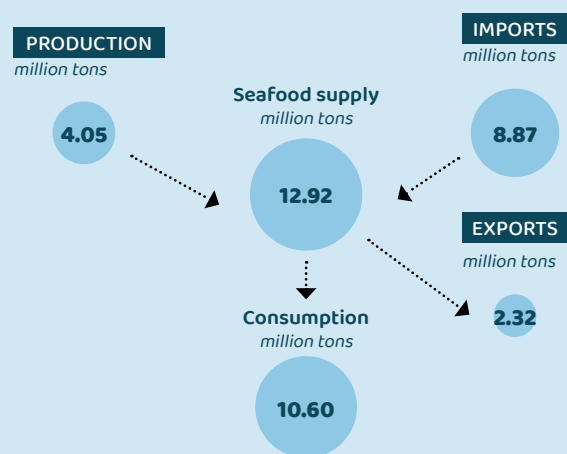 PRODUCTION
million tons
4.05
Seafood supply
million tons
12.92
IMPORTS
million tons
8.87
EXPORTS
million tons
2.32
Consumption
million tons
10.60